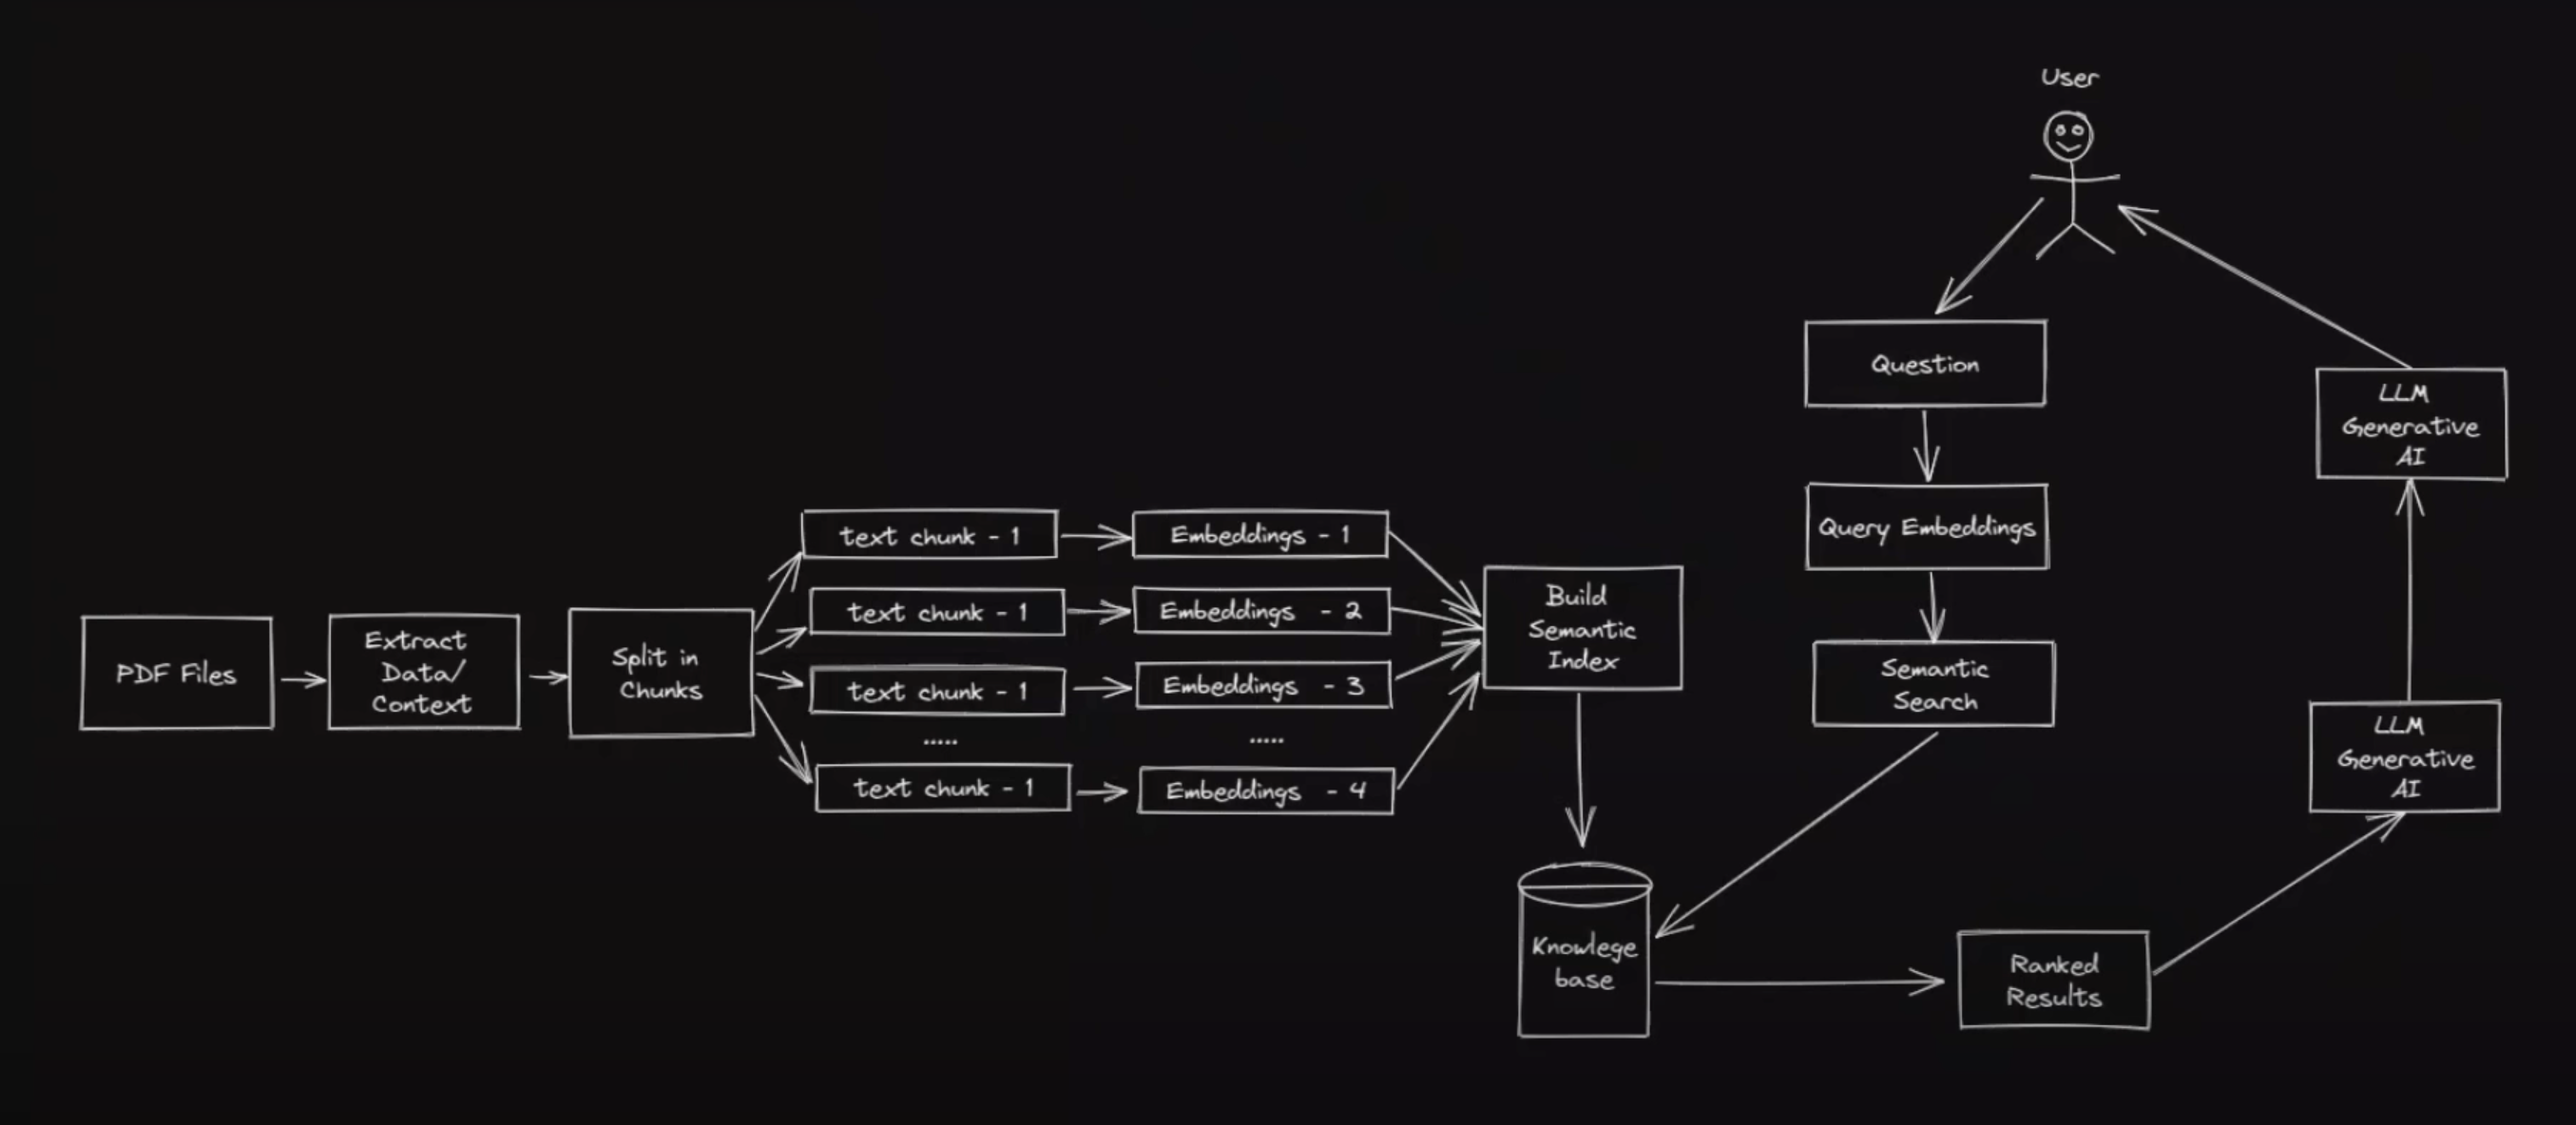 User
Question
Query Embeddings
Semantic
Search
PDF Files
Extract
Data/
Context
Split in
Chunks
text chunk - 1
text chunk - 1
text chunk - 1
.....
text chunk - 1
Embeddings - 1
Embeddings - 2
Embeddings - 3
.....
Embeddings - 4
Build
Semantic
Index
Knowlege
base
Ranked
Results
LLM
Generative
AI
LLM
Generative
AI